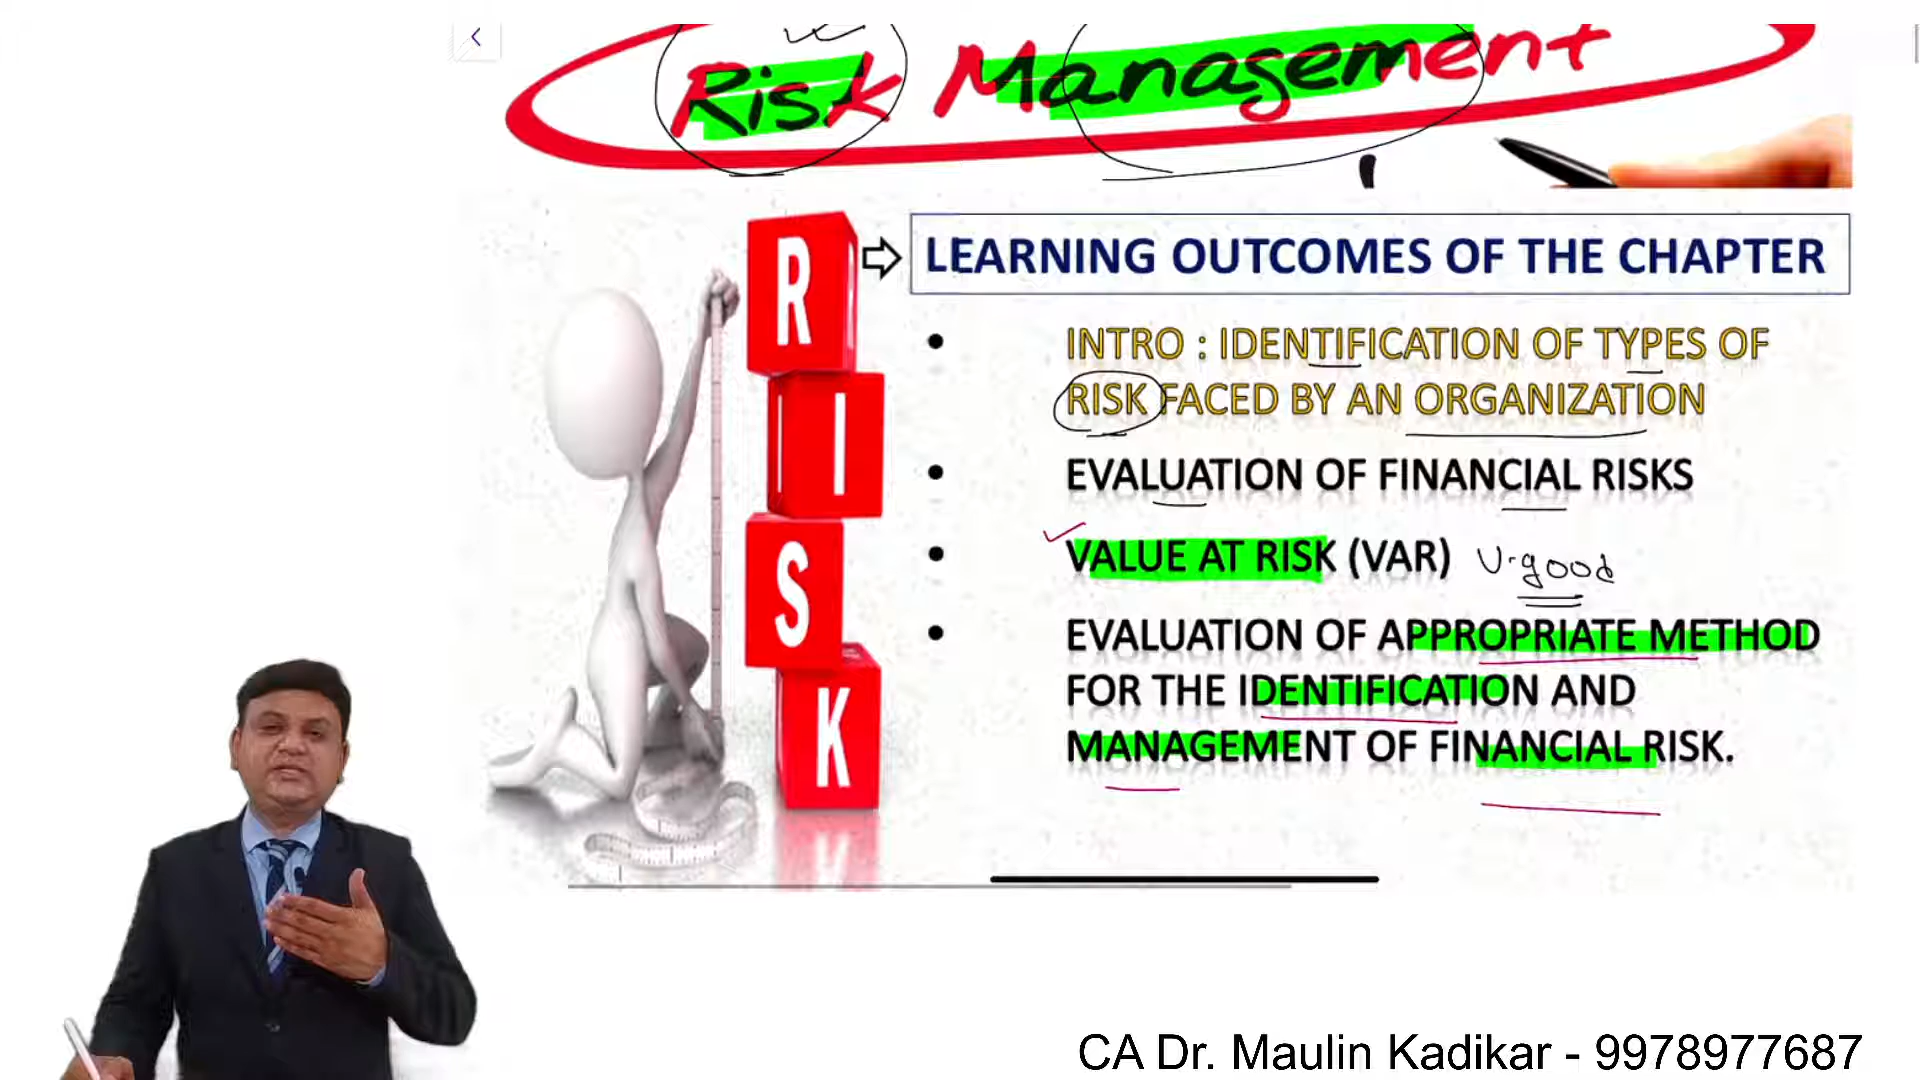 Risk Management
R
LEARNING OUTCOMES OF THE CHAPTER
I
INTRO : IDENTIFICATION OF TYPES OF
RISK FACED BY AN ORGANIZATION
EVALUATION OF FINANCIAL RISKS
S
VALUE AT RISK (VAR) V.good
EVALUATION OF APPROPRIATE METHOD
K
FOR THE IDENTIFICATION AND
MANAGEMENT OF FINANCIAL RISK.
CA Dr. Maulin Kadikar - 9978977687